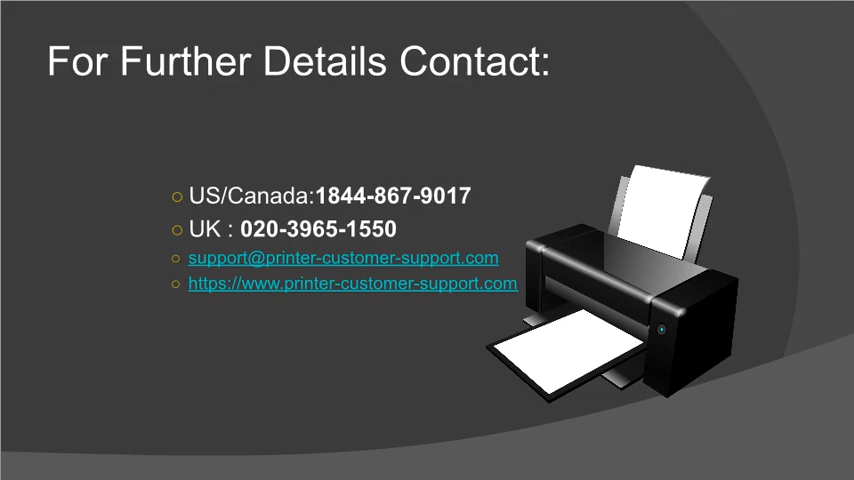 For Further Details Contact:
US/Canada:1844-867-9017
UK : 020-3965-1550
support@printer-customer-support.com
https://www.printer-customer-support.com